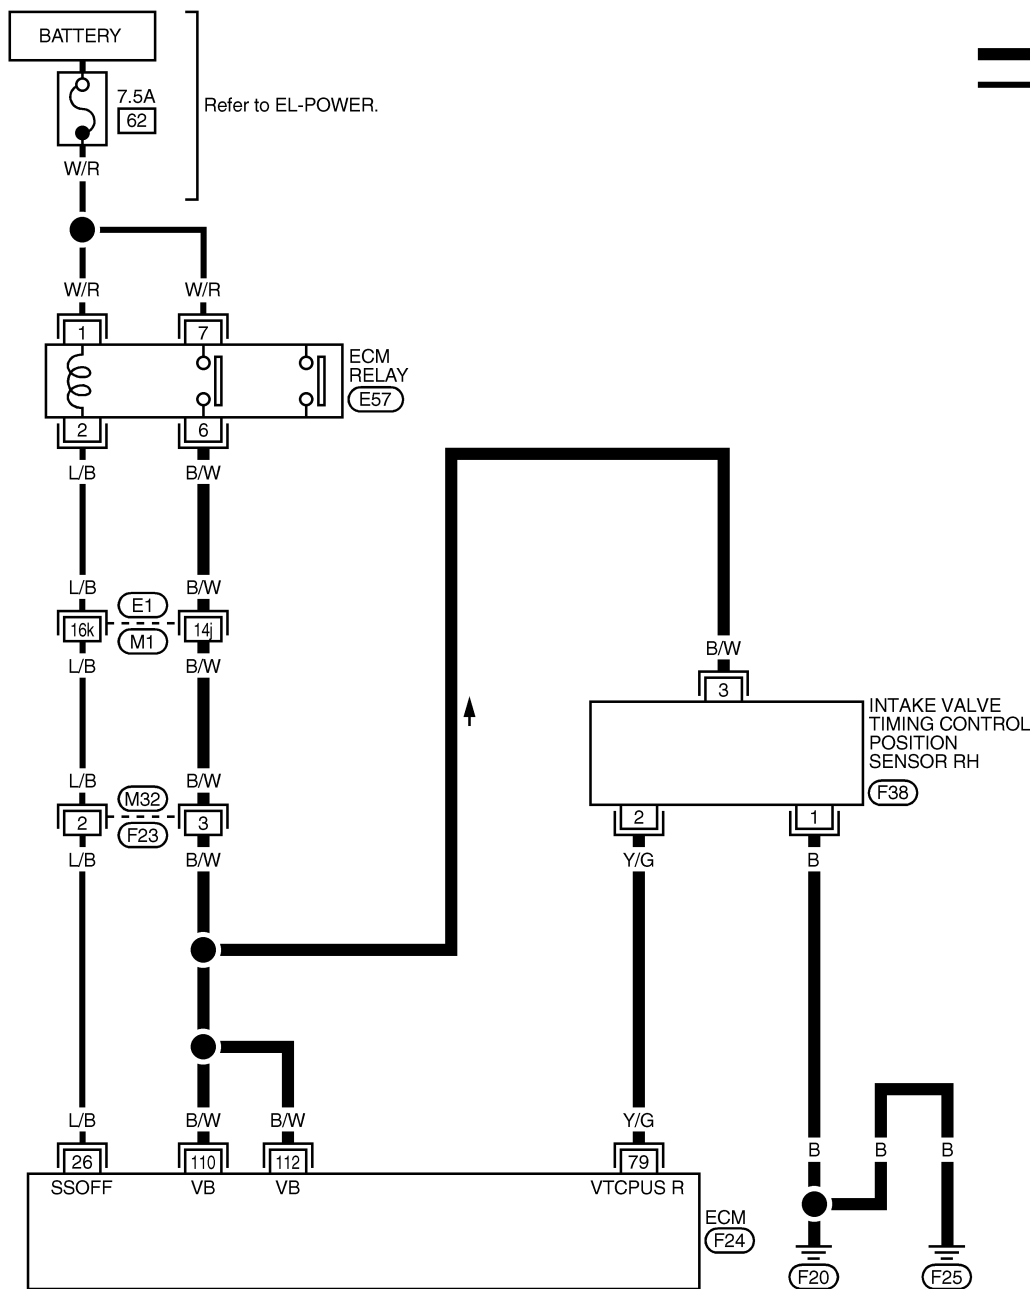 BATTERY
7.5A
62
Refer to EL-POWER.
W/R
W/R
W/R
1
7
ECM
RELAY
E57
2
6
L/B
B/W
L/B
B/W
E1
16k
14j
M1
L/B
B/W
B/W
3
INTAKE VALVE
TIMING CONTROL
POSITION
SENSOR RH
F38
L/B
B/W
M32
2
3
F23
2
1
L/B
B/W
Y/G
B
L/B
B/W
B/W
Y/G
B
B
B
26
110
112
79
SSOFF
VB
VB
VTCPUS R
ECM
F24
F20
F25